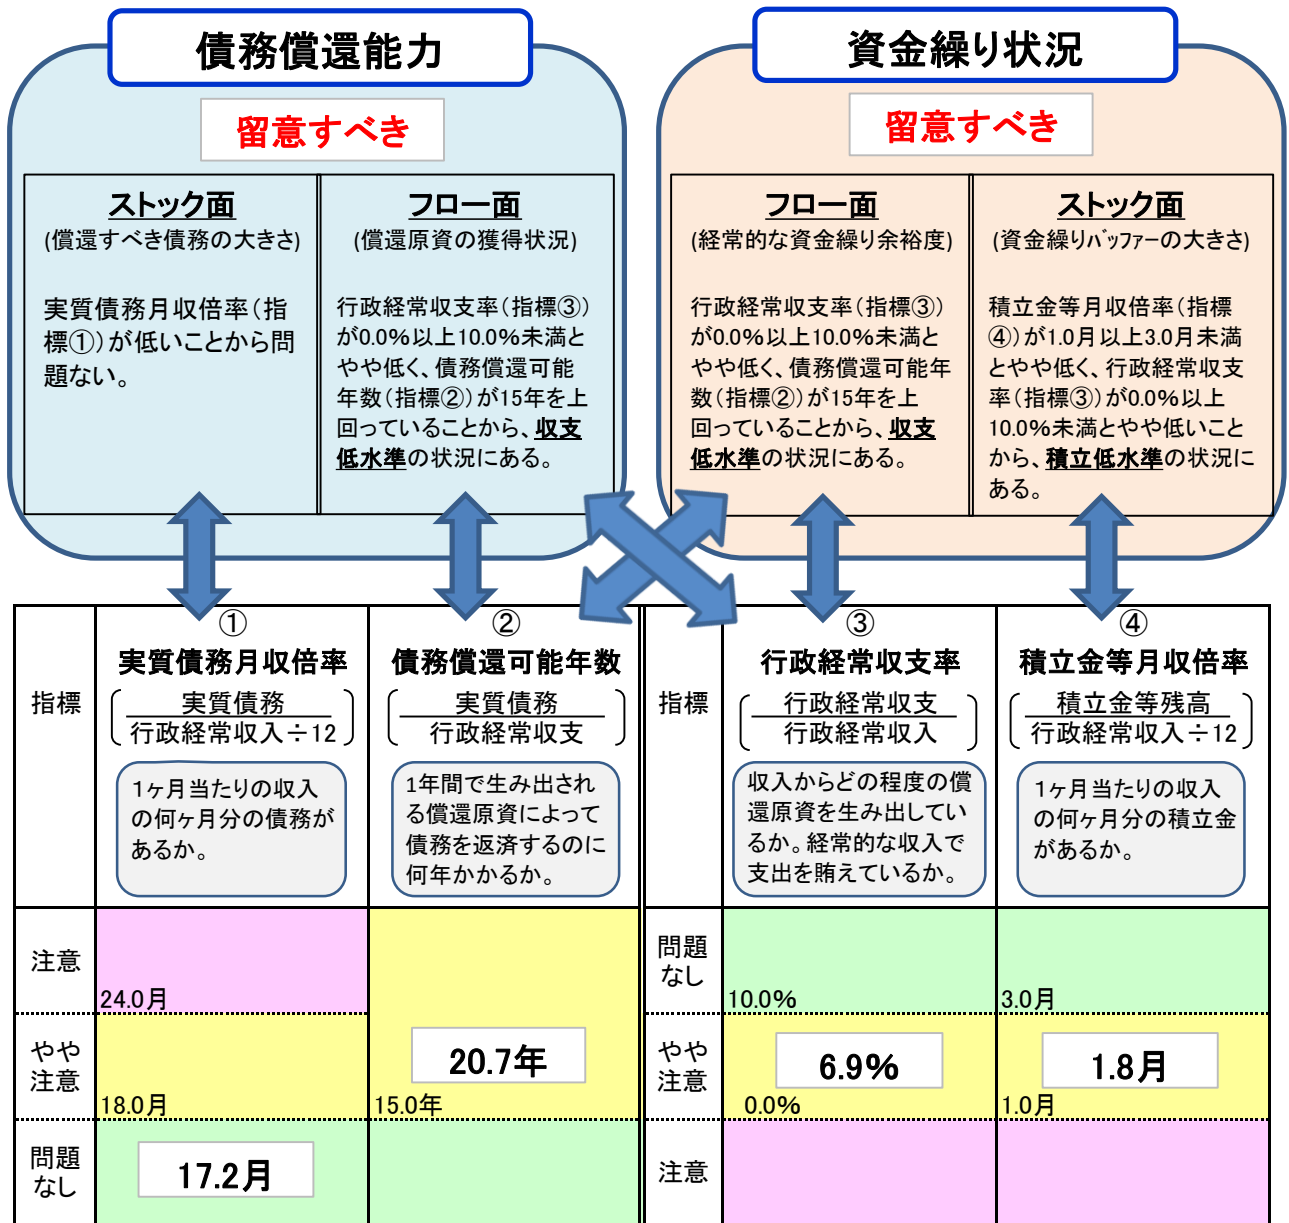 債務償還能力
留意すべき
ストック面
(償還すべき債務の大きさ)
実質債務月収倍率(指
標①)が低いことから問
題ない。
フロー面
(償還原資の獲得状況)
行政経常収支率(指標③)
が0.0%以上10.0%未満と
やや低く、債務償還可能
年数(指標②)が15年を上
回っていることから、収支
低水準の状況にある。
資金繰り状況
留意すべき
フロー面
(経常的な資金繰り余裕度)
行政経常収支率(指標③)
が0.0%以上10.0%未満と
やや低く、債務償還可能年
数(指標②)が15年を上
回っていることから、収支
低水準の状況にある。
ストック面
(資金繰りバッファーの大きさ)
積立金等月収倍率(指標
④)が1.0月以上3.0月未満
とやや低く、行政経常収支
率(指標③)が0.0%以上
10.0%未満とやや低いこと
から、積立低水準の状況に
ある。
指標
①
実質債務月収倍率
実質債務
行政経常収入÷12
1ヶ月当たりの収入
の何ヶ月分の債務が
あるか。
②
債務償還可能年数
実質債務
行政経常収支
1年間で生み出され
る償還原資によって
債務を返済するのに
何年かかるか。
指標
③
行政経常収支率
行政経常収支
行政経常収入
収入からどの程度の償
還原資を生み出してい
るか。経常的な収入で
支出を賄えているか。
④
積立金等月収倍率
積立金等残高
行政経常収入÷12
1ヶ月当たりの収入
の何ヶ月分の積立金
があるか。
注意
24.0月
問題
なし
10.0%
3.0月
やや
注意
18.0月
20.7年
15.0年
やや
注意
6.9%
0.0%
1.8月
1.0月
問題
なし
17.2月
注意